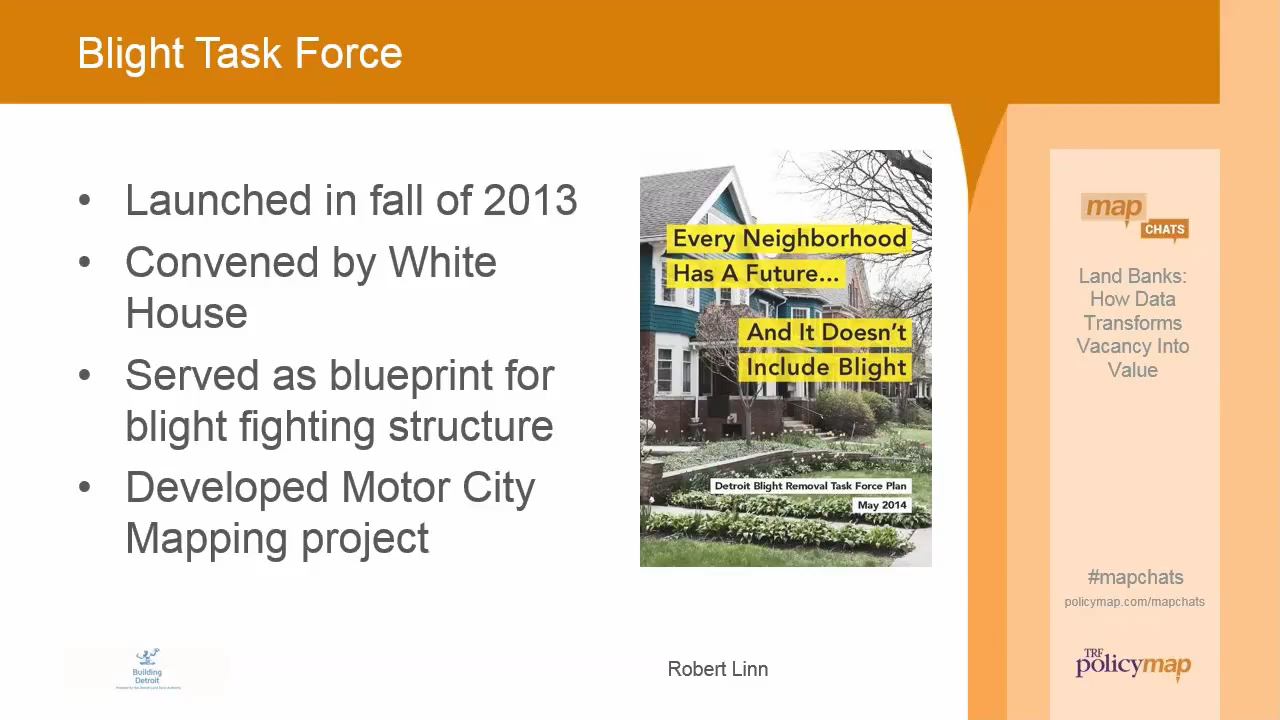 Blight Task Force
• Launched in fall of 2013
• Convened by White
House
• Served as blueprint for
blight fighting structure
• Developed Motor City
Mapping project
Every Neighborhood
Has A Future...
And It Doesn't
Include Blight
Detroit Blight Removal Task Force Plan
May 2014
map
CHATS
Land Banks:
How Data
Transforms
Vacancy Into
Value
#mapchats
policymap.com/mapchats
TRF
policymap
Building
Detroit
Robert Linn